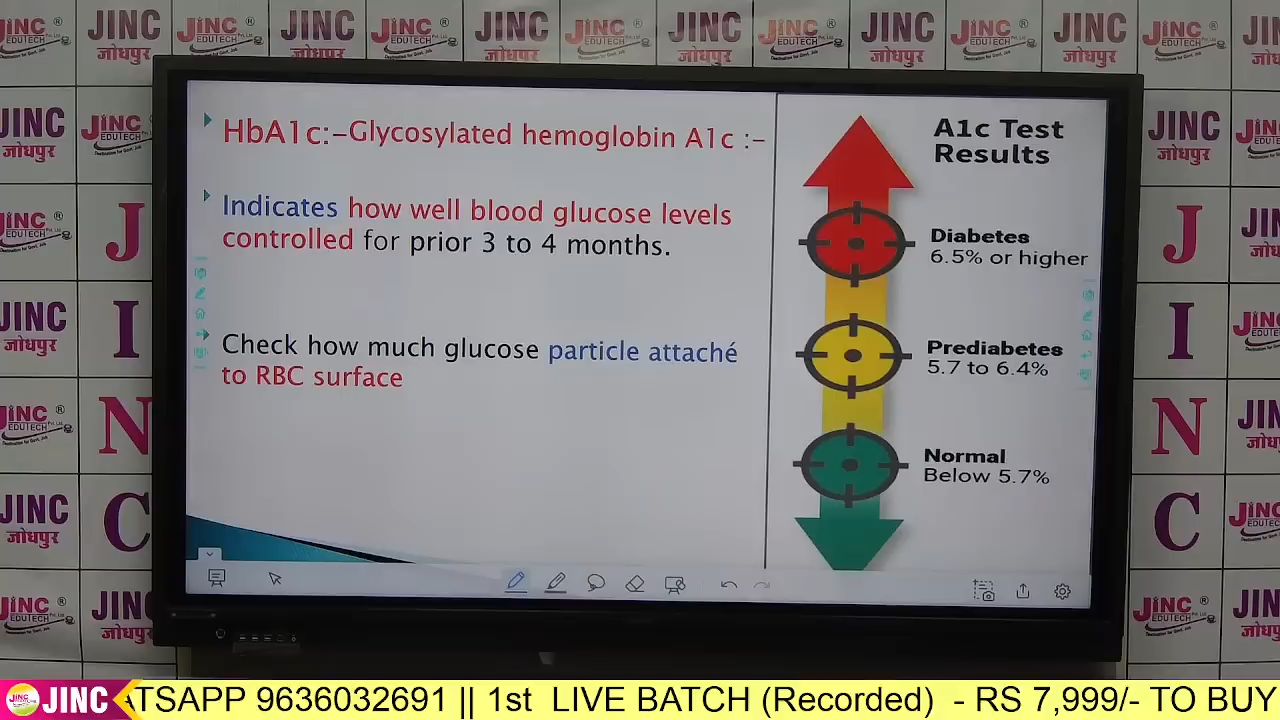 HbA1c:-Glycosylated hemoglobin A1c :-
Indicates how well blood glucose levels
controlled for prior 3 to 4 months.
Check how much glucose particle attaché
to RBC surface
A1c Test
Results
Diabetes
6.5% or higher
Prediabetes
5.7 to 6.4%
Normal
Below 5.7%
JINC
जोधपुर
JINC
EDUTECH
J
I
N
C
J
I
N
C
JINC
ATSAPP 9636032691 || 1st LIVE BATCH (Recorded) - RS 7,999/- TO BUY